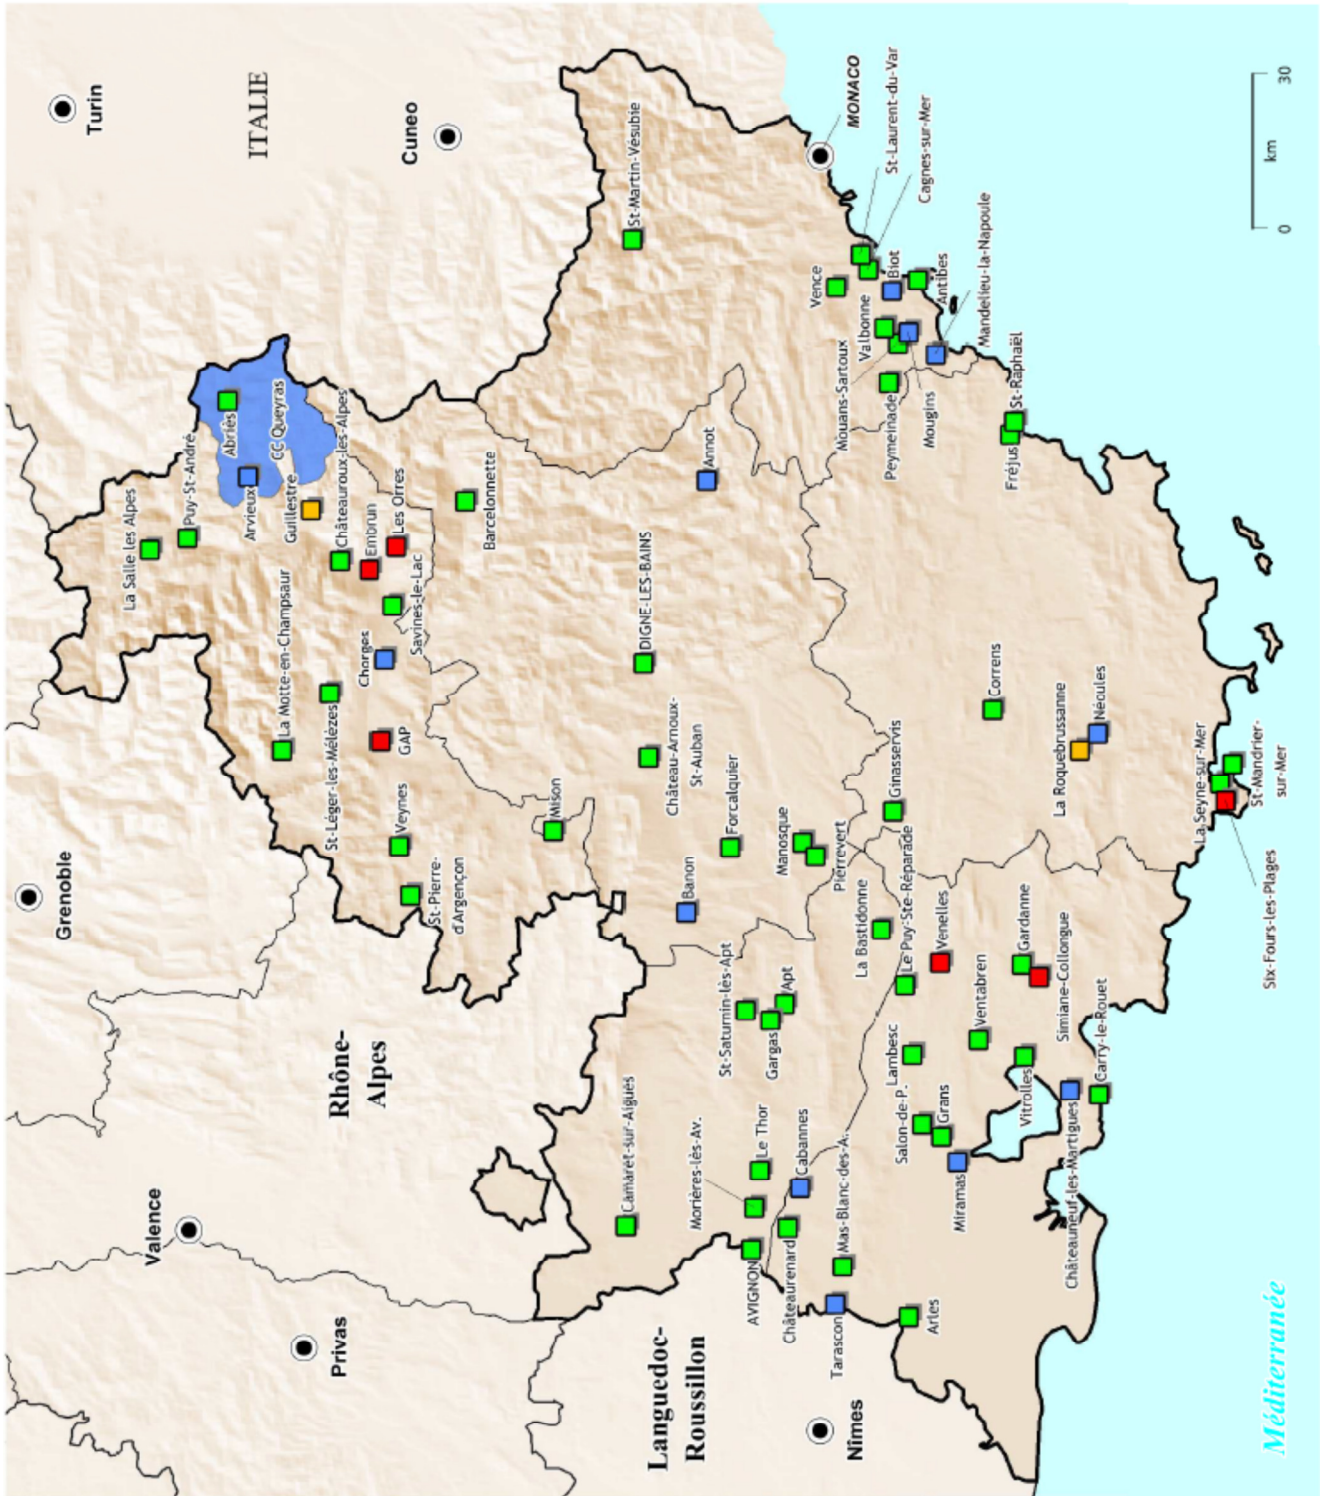 Grenoble
Turin
Valence
La Salle les Alpes
Puy-St-André
Abriès
ITALIE
Arvieux
CC Queyras
La Motte-en-Champsaur
Guillestre
Privas
Rhône-
Alpes
St-Léger-les-Mélèzes
Châteauroux-les-Alpes
Chorges
Embrun
Veynes
GAP
Les Orres
Savines-le-Lac
Cuneo
St-Pierre-
d'Argençon
Barcelonnette
Mison
Camaret-sur-Aigues
DIGNE-LES-BAINS
St-Martin-Vésubie
Languedoc-
Roussillon
Château-Arnoux-
St-Auban
Banon
Annot
Morières-lès-Av.
St-Saturnin-lès-Apt
Forcalquier
AVIGNON
Le Thor
Gargas
Apt
Manosque
Châteaurenard
Cabannes
Pierrevert
Vence
MONACO
Tarascon
Mas-Blanc-des-A.
La Bastidonne
Ginasservis
Mouans-Sartoux
Valbonne
St-Laurent-du-Var
Nîmes
Lambesc
Le Puy-Ste-Réparade
Peymeinade
Biot
Cagnes-sur-Mer
Salon-de-P.
Arles
Grans
Venelles
Mougins
Antibes
Miramas
Ventabren
Correns
Mandelieu-la-Napoule
Vitrolles
Gardanne
Fréjus
St-Raphaël
Simiane-Collongue
La Roquebrussanne
Châteauneuf-les-Martigues
Carry-le-Rouet
Néoules
La Seyne-sur-Mer
St-Mandrier-
sur-Mer
Six-Fours-les-Plages
Méditerranée
0 km 30